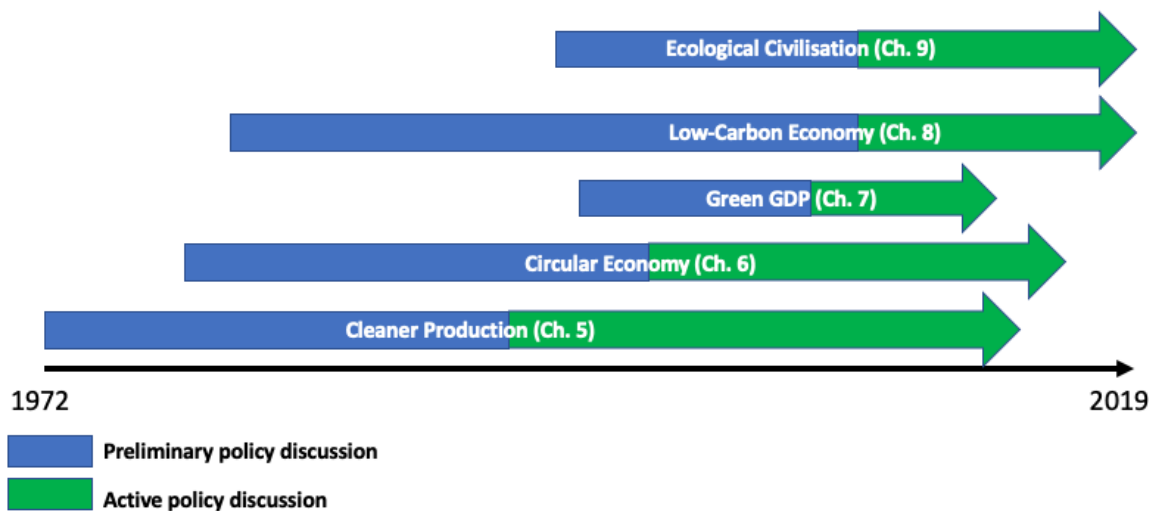 Ecological Civilisation (Ch. 9)
Low-Carbon Economy (Ch. 8)
Green GDP (Ch. 7)
Circular Economy (Ch. 6)
Cleaner Production (Ch. 5)
1972
2019
Preliminary policy discussion
Active policy discussion